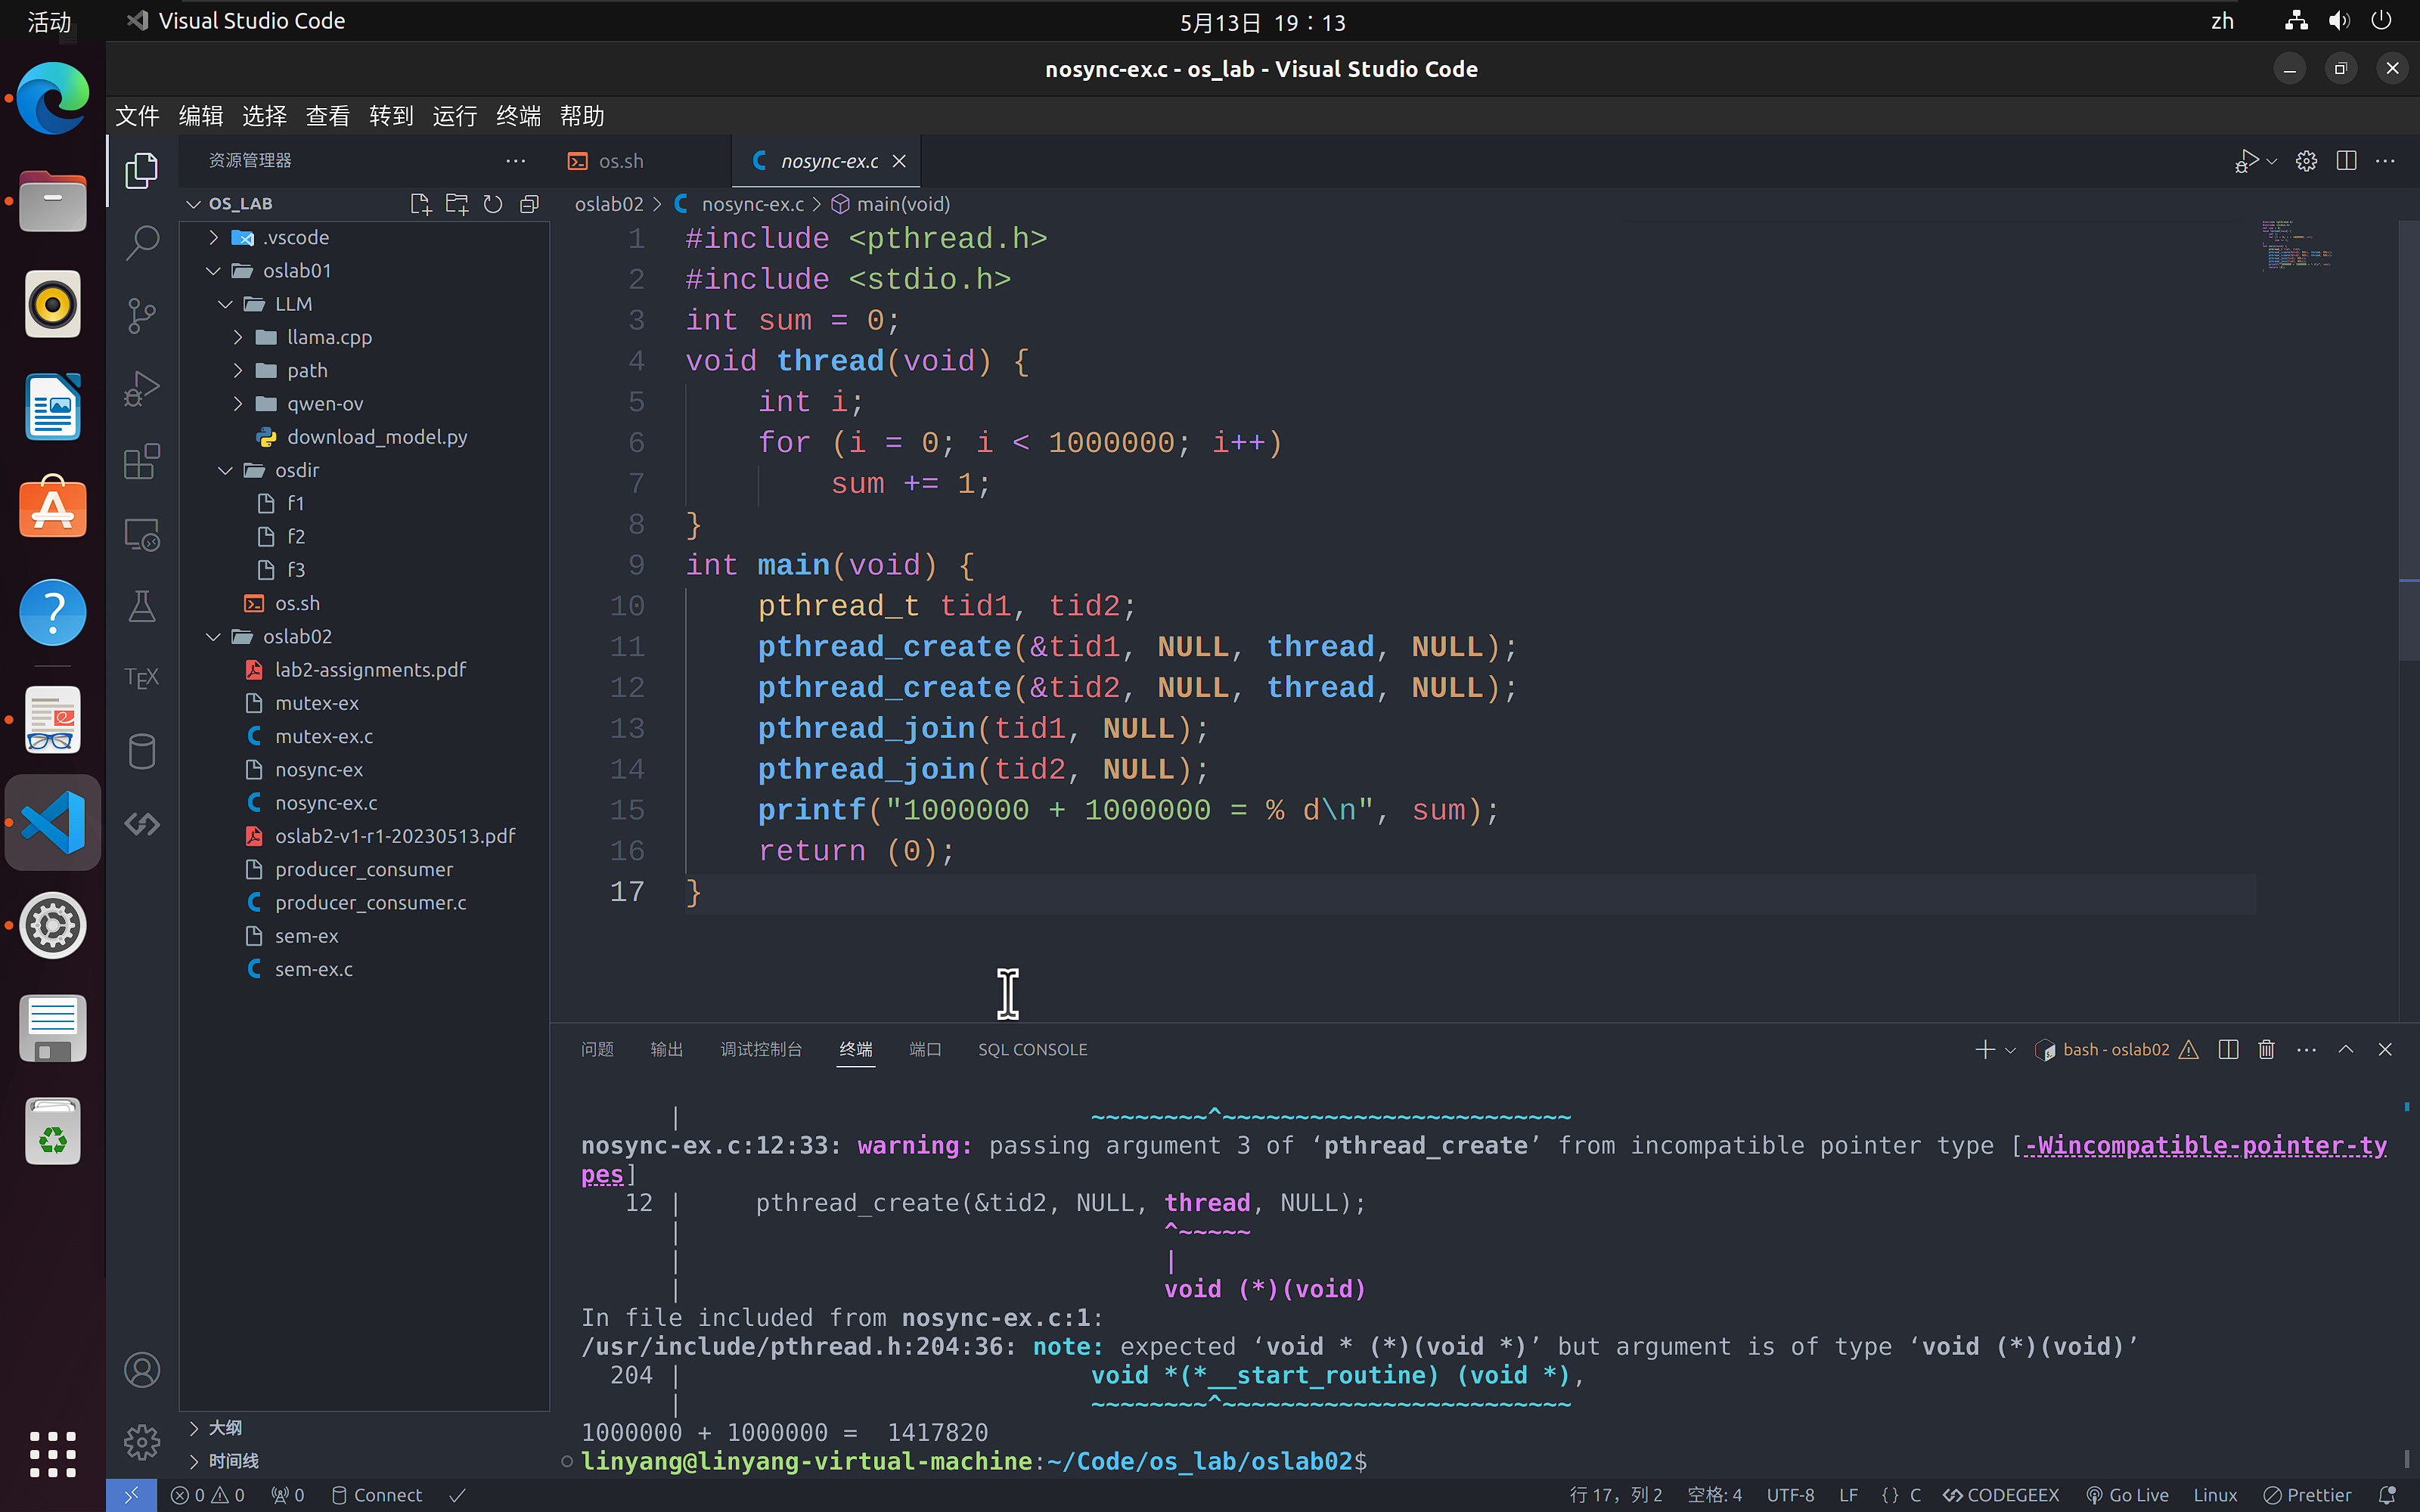 活动
Visual Studio Code
5月13日 19：13
zh
nosync-ex.c - os_lab - Visual Studio Code
文件 编辑 选择 查看 转到 运行 终端 帮助
资源管理器
OS_LAB
.vscode
oslab01
LLM
llama.cpp
path
qwen-ov
download_model.py
osdir
f1
f2
f3
os.sh
oslab02
lab2-assignments.pdf
mutex-ex
mutex-ex.c
nosync-ex
nosync-ex.c
oslab2-v1-r1-20230513.pdf
producer_consumer
producer_consumer.c
sem-ex
sem-ex.c
大纲
时间线
TEX
os.sh
nosync-ex.c
oslab02 > nosync-ex.c > main(void)
1 #include <pthread.h>
2 #include <stdio.h>
3 int sum = 0;
4 void thread(void) {
5     int i;
6     for (i = 0; i < 1000000; i++)
7         sum += 1;
8 }
9 int main(void) {
10     pthread_t tid1, tid2;
11     pthread_create(&tid1, NULL, thread, NULL);
12     pthread_create(&tid2, NULL, thread, NULL);
13     pthread_join(tid1, NULL);
14     pthread_join(tid2, NULL);
15     printf("1000000 + 1000000 = % d\n", sum);
16     return (0);
17 }
问题 输出 调试控制台 终端 端口 SQL CONSOLE
bash - oslab02
| ~~~~~~~~^~~~~~~~~~~~~~~~~~~~~~~~~
nosync-ex.c:12:33: warning: passing argument 3 of ‘pthread_create’ from incompatible pointer type [-Wincompatible-pointer-ty
pes]
12 |     pthread_create(&tid2, NULL, thread, NULL);
| ^~~~~~
| |
| void (*)(void)
In file included from nosync-ex.c:1:
/usr/include/pthread.h:204:36: note: expected ‘void * (*)(void *)’ but argument is of type ‘void (*)(void)’
204 | void *(*__start_routine) (void *),
| ~~~~~~~~^~~~~~~~~~~~~~~~~~~~~~~~~
1000000 + 1000000 =  1417820
linyang@linyang-virtual-machine:~/Code/os_lab/oslab02$
0 0 0 Connect
行 17，列 2 空格: 4 UTF-8 LF {} C CODEGEEX Go Live Linux Prettier